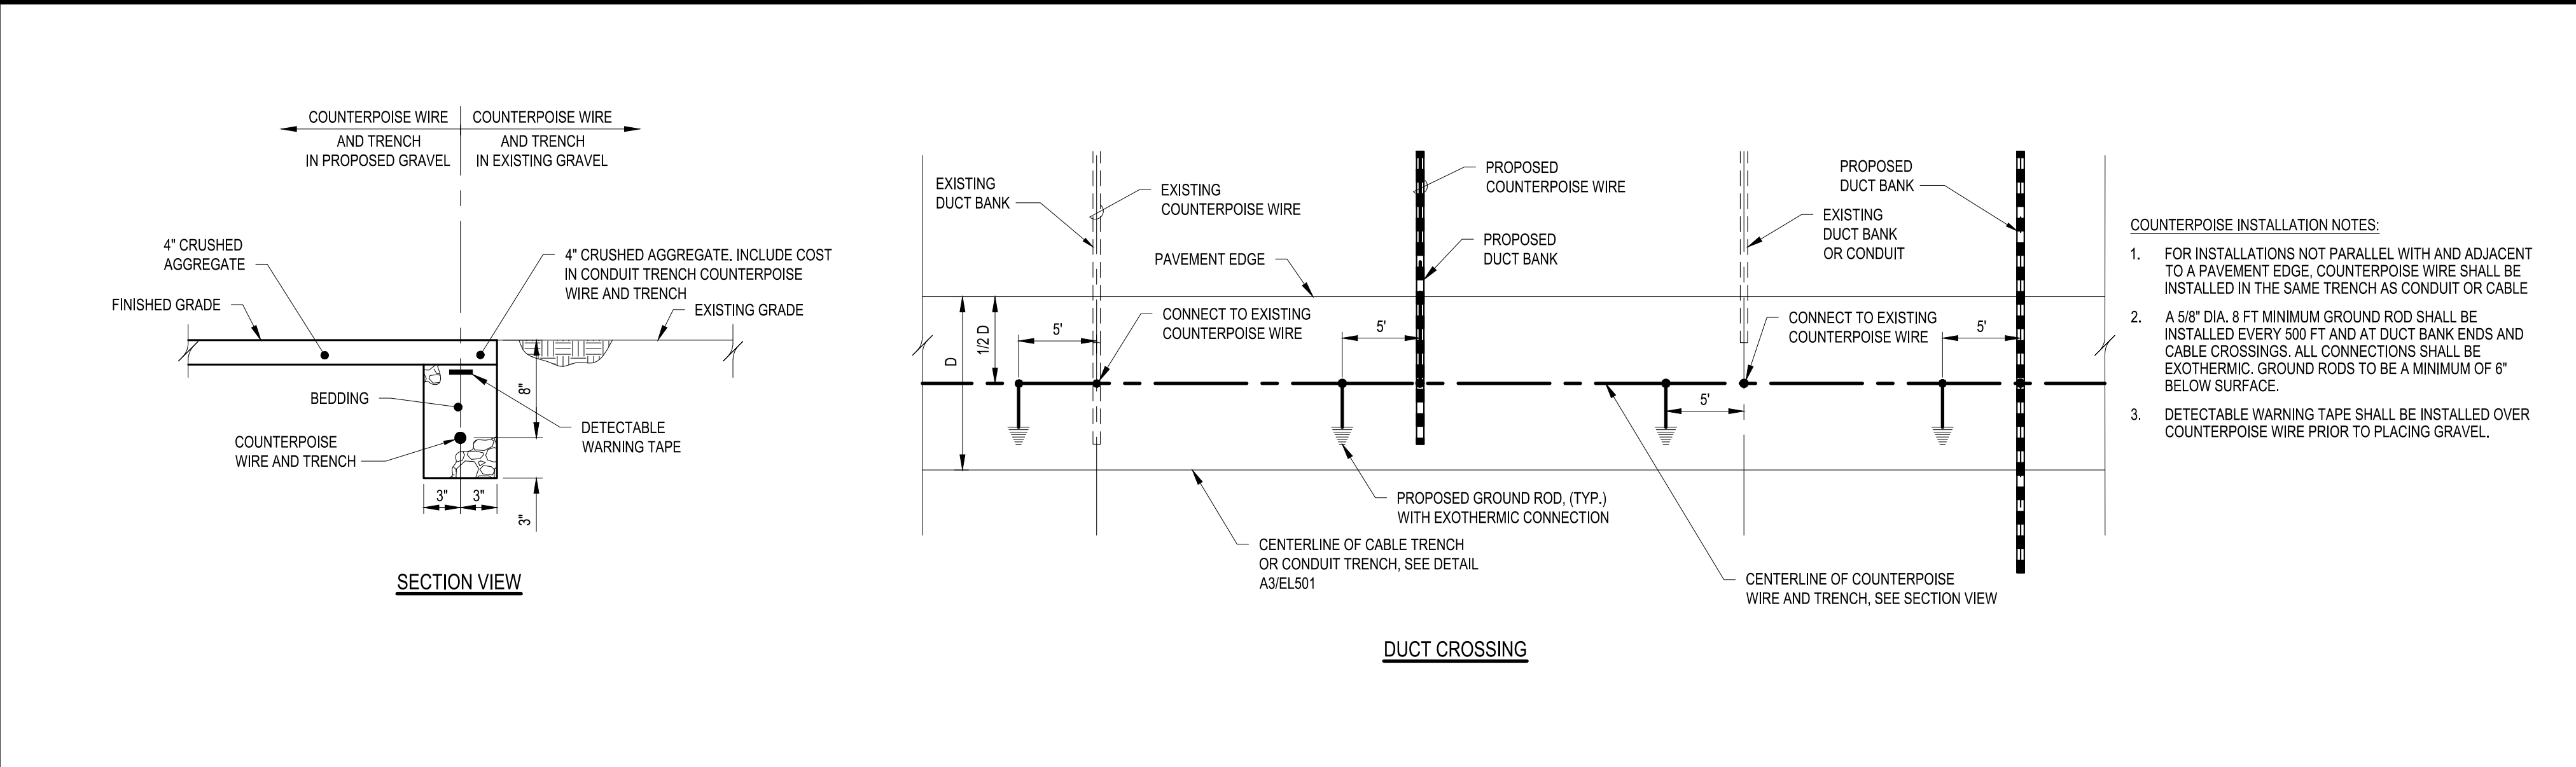 COUNTERPOISE WIRE
AND TRENCH
IN PROPOSED GRAVEL
COUNTERPOISE WIRE
AND TRENCH
IN EXISTING GRAVEL
4" CRUSHED
AGGREGATE
4" CRUSHED AGGREGATE. INCLUDE COST
IN CONDUIT TRENCH COUNTERPOISE
WIRE AND TRENCH
FINISHED GRADE
EXISTING GRADE
BEDDING
8"
COUNTERPOISE
WIRE AND TRENCH
DETECTABLE
WARNING TAPE
3"
3"
3"
SECTION VIEW
EXISTING
DUCT BANK
EXISTING
COUNTERPOISE WIRE
PROPOSED
COUNTERPOISE WIRE
PROPOSED
DUCT BANK
EXISTING
DUCT BANK
OR CONDUIT
PROPOSED
DUCT BANK
PAVEMENT EDGE
CONNECT TO EXISTING
COUNTERPOISE WIRE
CONNECT TO EXISTING
COUNTERPOISE WIRE
D
1/2 D
5'
5'
5'
5'
PROPOSED GROUND ROD, (TYP.)
WITH EXOTHERMIC CONNECTION
CENTERLINE OF CABLE TRENCH
OR CONDUIT TRENCH, SEE DETAIL
A3/EL501
CENTERLINE OF COUNTERPOISE
WIRE AND TRENCH, SEE SECTION VIEW
DUCT CROSSING
COUNTERPOISE INSTALLATION NOTES:
1. FOR INSTALLATIONS NOT PARALLEL WITH AND ADJACENT
TO A PAVEMENT EDGE, COUNTERPOISE WIRE SHALL BE
INSTALLED IN THE SAME TRENCH AS CONDUIT OR CABLE
2. A 5/8" DIA. 8 FT MINIMUM GROUND ROD SHALL BE
INSTALLED EVERY 500 FT AND AT DUCT BANK ENDS AND
CABLE CROSSINGS. ALL CONNECTIONS SHALL BE
EXOTHERMIC. GROUND RODS TO BE A MINIMUM OF 6"
BELOW SURFACE.
3. DETECTABLE WARNING TAPE SHALL BE INSTALLED OVER
COUNTERPOISE WIRE PRIOR TO PLACING GRAVEL.